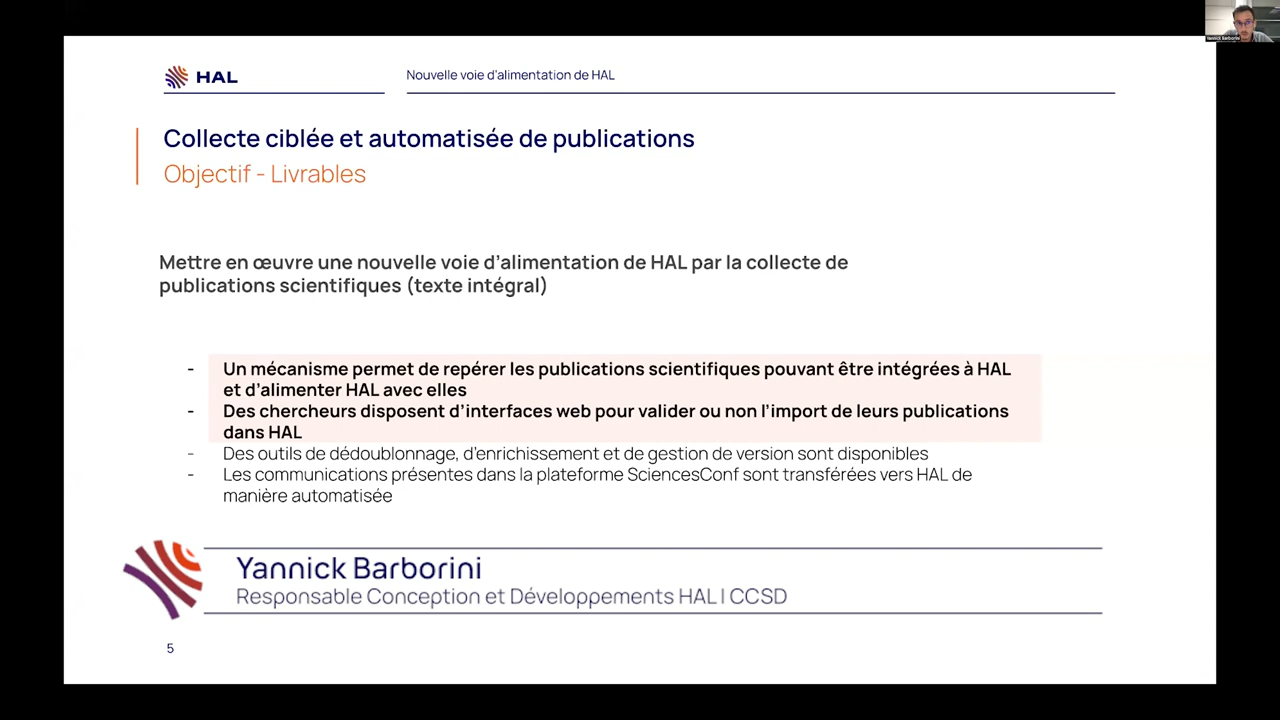 Yannick Barborini
HAL
Nouvelle voie d'alimentation de HAL
Collecte ciblée et automatisée de publications
Objectif - Livrables
Mettre en œuvre une nouvelle voie d'alimentation de HAL par la collecte de
publications scientifiques (texte intégral)
- Un mécanisme permet de repérer les publications scientifiques pouvant être intégrées à HAL
et d'alimenter HAL avec elles
- Des chercheurs disposent d'interfaces web pour valider ou non l'import de leurs publications
dans HAL
- Des outils de dédoublonnage, d'enrichissement et de gestion de version sont disponibles
- Les communications présentes dans la plateforme SciencesConf sont transférées vers HAL de
manière automatisée
Yannick Barborini
Responsable Conception et Développements HAL | CCSD
5